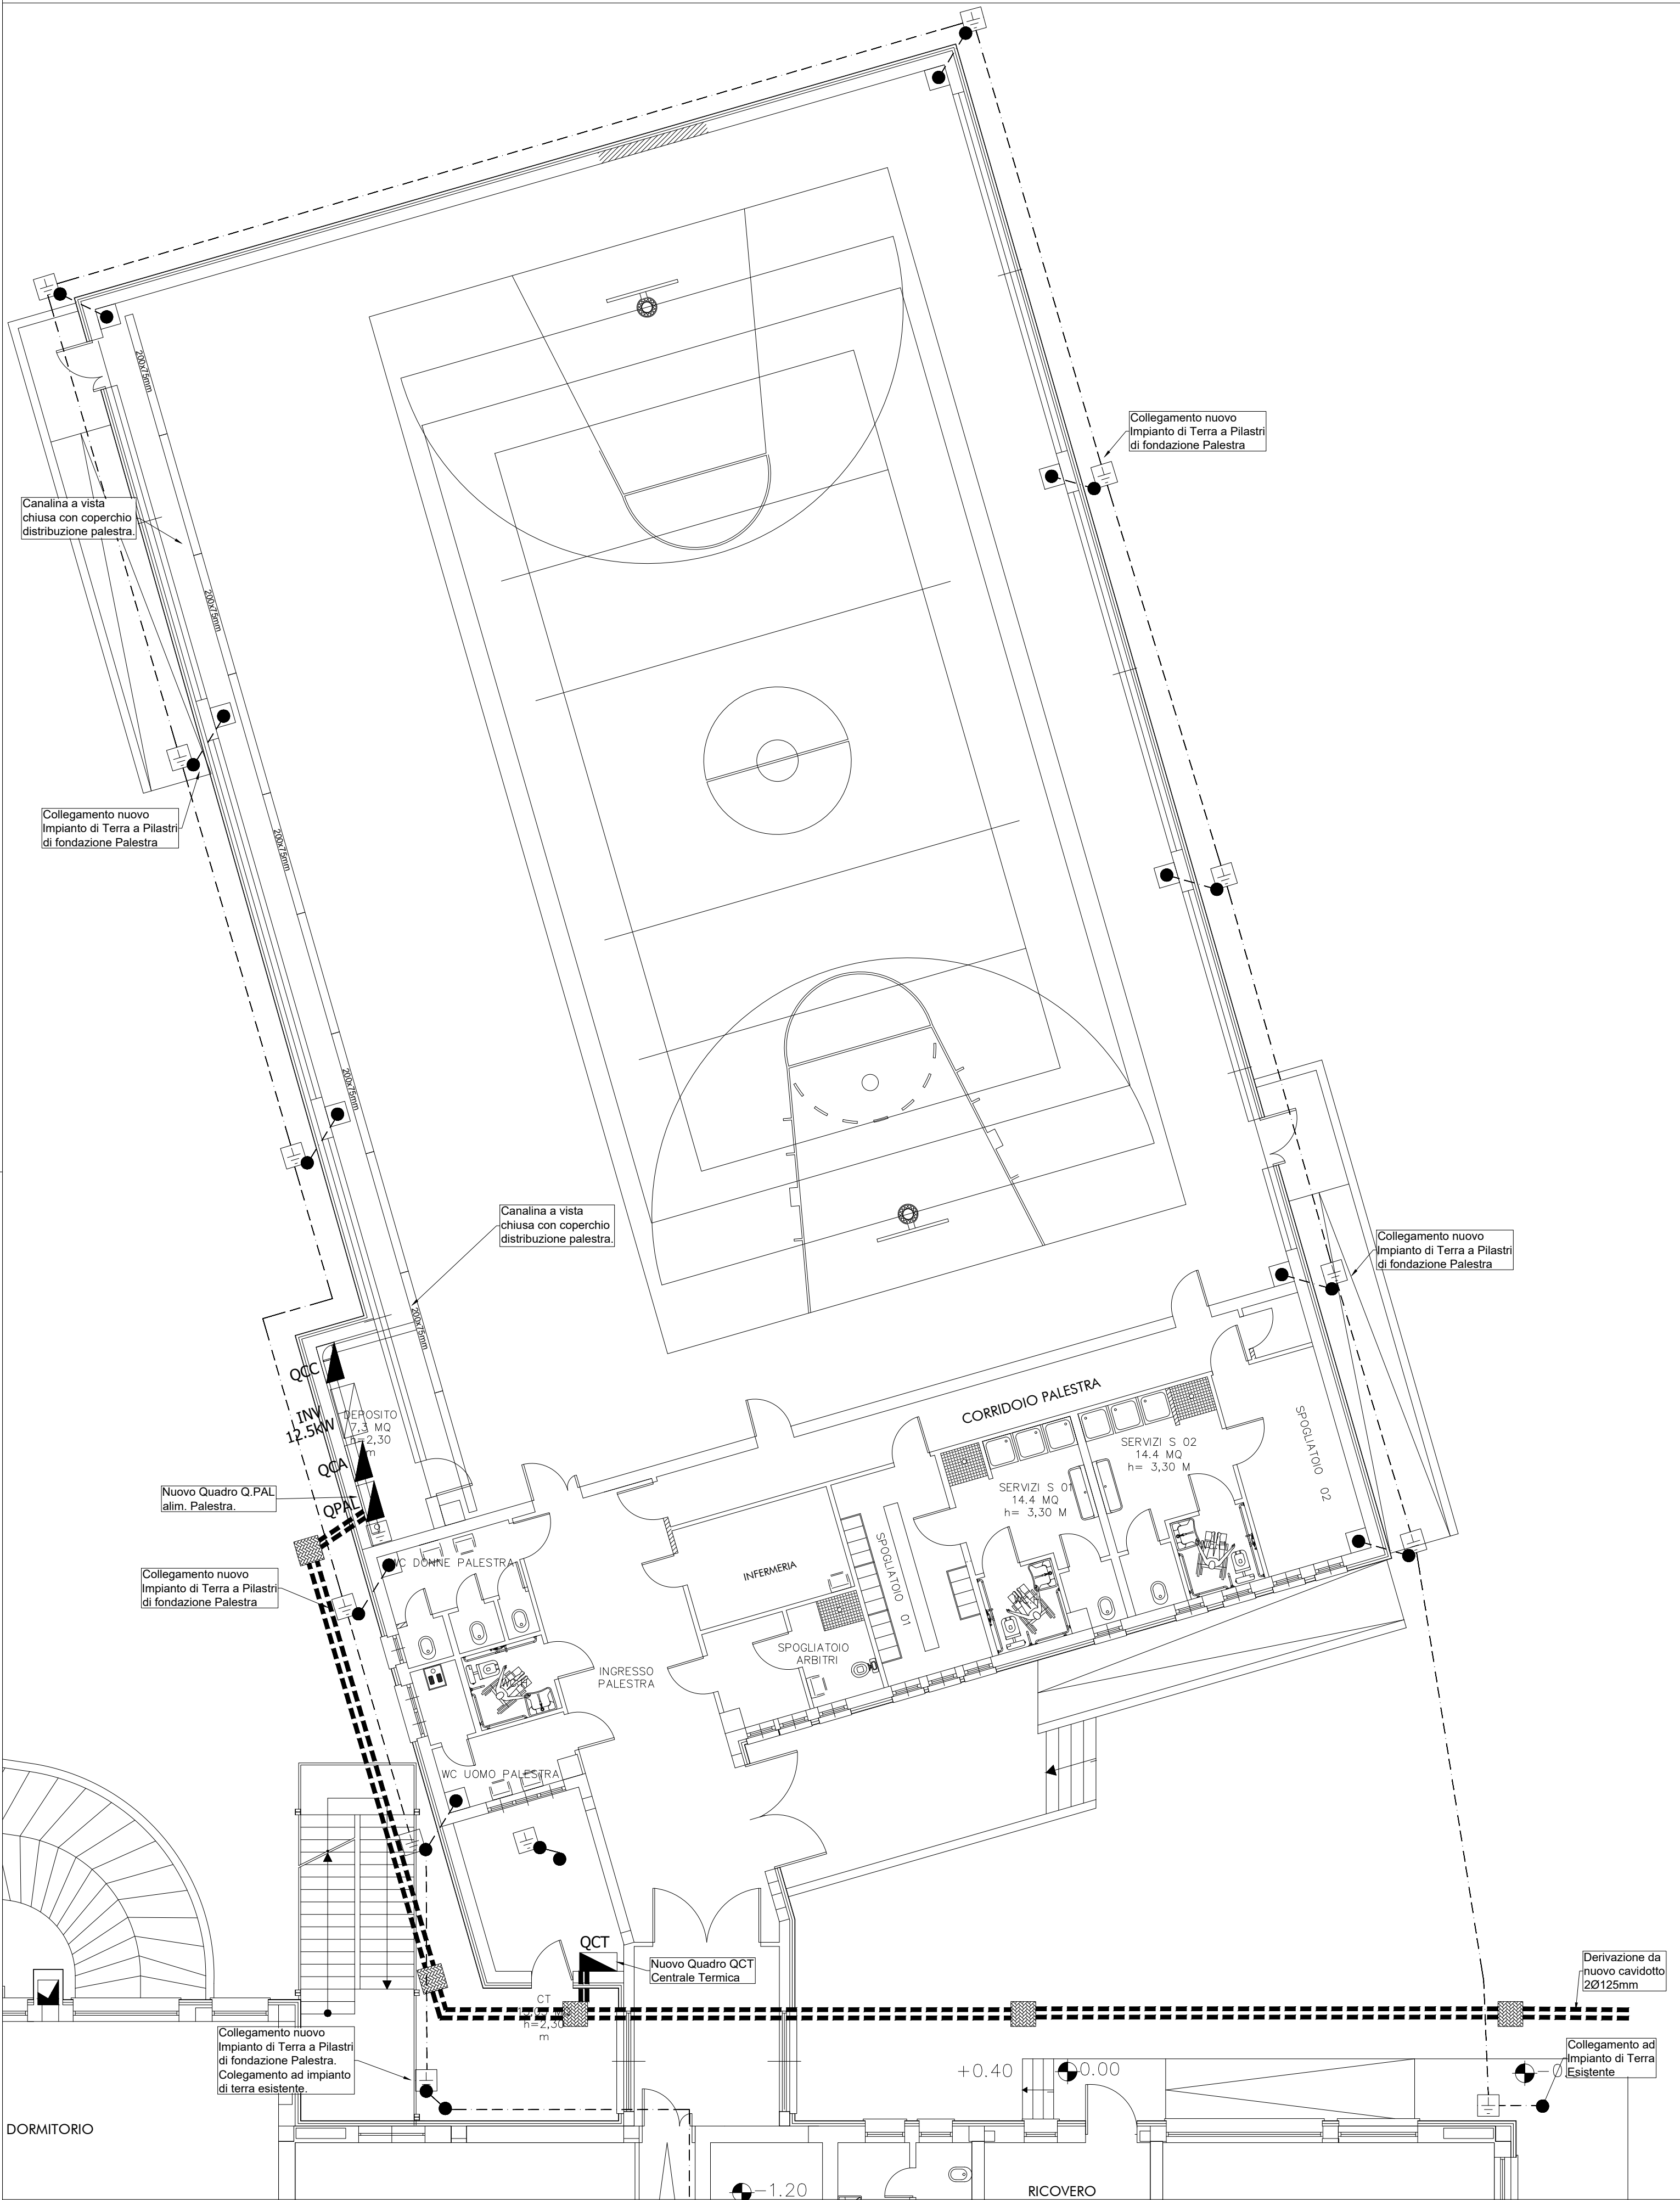 200x75mm
Collegamento nuovo
Impianto di Terra a Pilastri
di fondazione Palestra
Canalina a vista
chiusa con coperchio
distribuzione palestra.
200x75mm
Collegamento nuovo
Impianto di Terra a Pilastri
di fondazione Palestra
200x75mm
200x75mm
Canalina a vista
chiusa con coperchio
distribuzione palestra.
Collegamento nuovo
Impianto di Terra a Pilastri
di fondazione Palestra
200x75mm
QCC
INV
12.5kW
DEPOSITO
7,3 MQ
h=2,30
m
QCA
CORRIDOIO PALESTRA
SERVIZI S 02
14.4 MQ
h= 3,30 M
SPOGLIATOIO 02
SERVIZI S 01
14.4 MQ
h= 3,30 M
Nuovo Quadro Q.PAL
alim. Palestra.
QPAL
WC DONNE PALESTRA
INFERMERIA
SPOGLIATOIO 01
Collegamento nuovo
Impianto di Terra a Pilastri
di fondazione Palestra
SPOGLIATOIO
ARBITRI
INGRESSO
PALESTRA
WC UOMO PALESTRA
QCT
Nuovo Quadro QCT
Centrale Termica
Derivazione da
nuovo cavidotto
2Ø125mm
CT
h=2,30
m
Collegamento nuovo
Impianto di Terra a Pilastri
di fondazione Palestra.
Colegamento ad impianto
di terra esistente.
+0.40
0.00
Collegamento ad
Impianto di Terra
Esistente
DORMITORIO
-1.20
RICOVERO